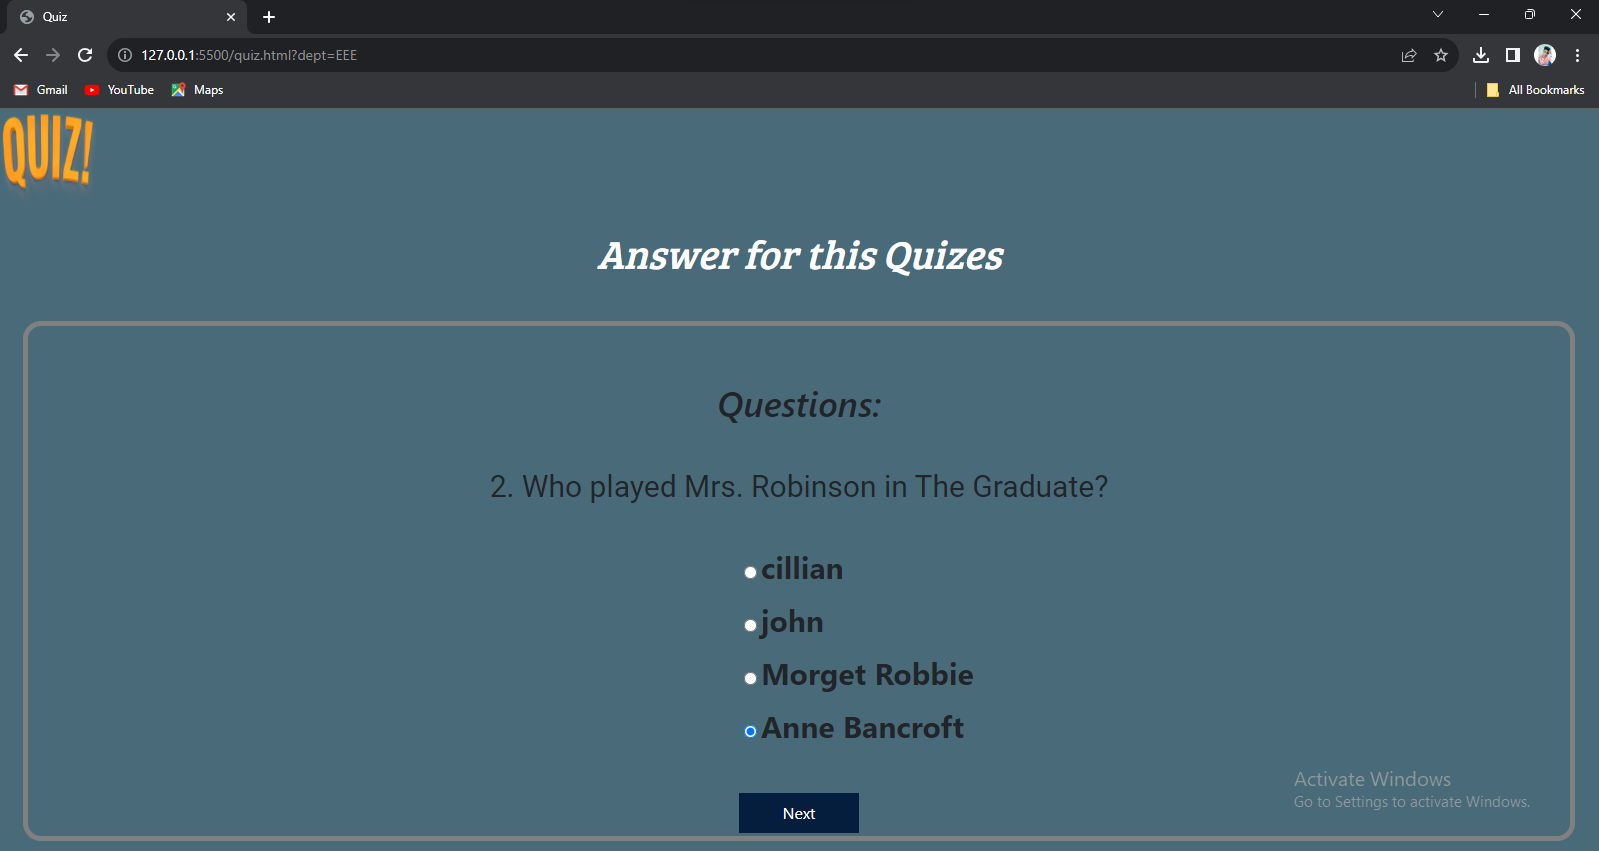 Quiz
127.0.0.1:5500/quiz.html?dept=EEE
Gmail YouTube Maps All Bookmarks
QUIZ!
Answer for this Quizes
Questions:
2. Who played Mrs. Robinson in The Graduate?
cillian
john
Morget Robbie
Anne Bancroft
Activate Windows
Go to Settings to activate Windows.
Next